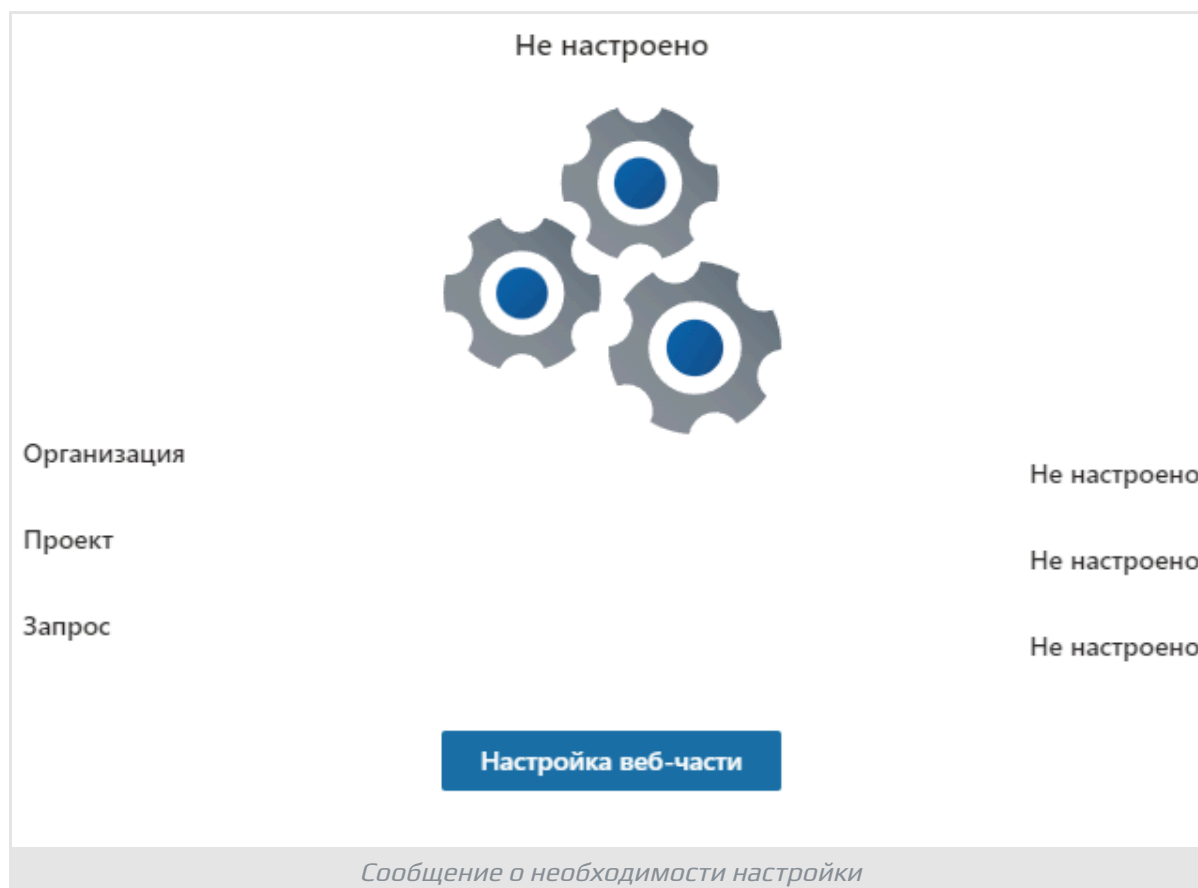 Не настроено
Организация
Не настроено
Проект
Не настроено
Запрос
Не настроено
Настройка веб-части
Сообщение о необходимости настройки